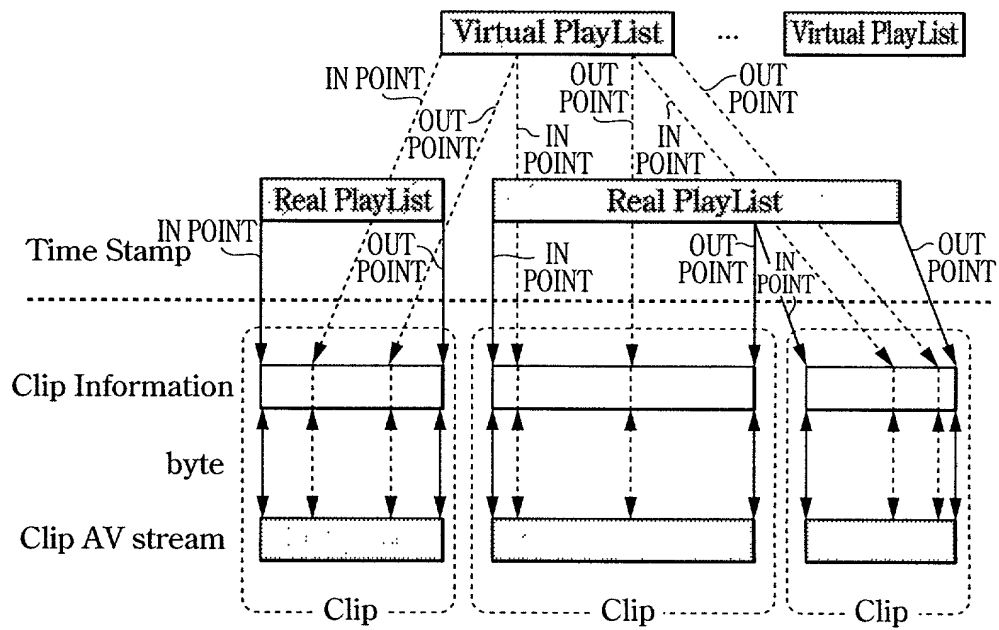 Virtual PlayList ... Virtual PlayList
IN POINT
OUT
POINT
OUT
POINT
OUT
POINT
IN
POINT
IN
POINT
Real PlayList
Real PlayList
IN POINT
Time Stamp
OUT
POINT
IN
POINT
OUT
POINT
IN
POINT
OUT
POINT
Clip Information
byte
Clip AV stream
Clip
Clip
Clip